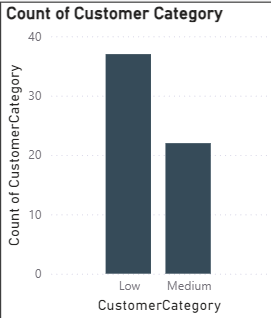 Count of Customer Category
40
30
20
10
0
Count of CustomerCategory
Low Medium
CustomerCategory